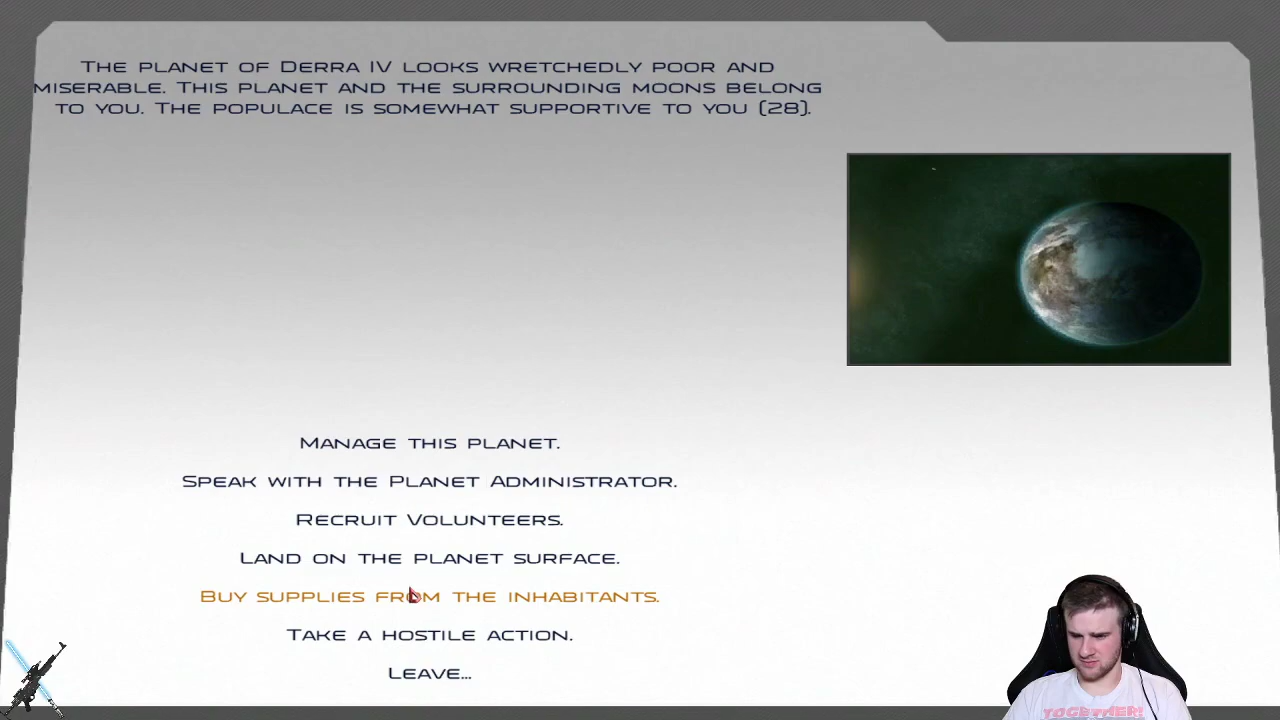 The planet of Derra IV looks wretchedly poor and
miserable. This planet and the surrounding moons belong
to you. The populace is somewhat supportive to you (28).
Manage this planet.
Speak with the Planet Administrator.
Recruit Volunteers.
Land on the planet surface.
Buy supplies from the inhabitants.
Take a hostile action.
Leave...
TOGETHER!